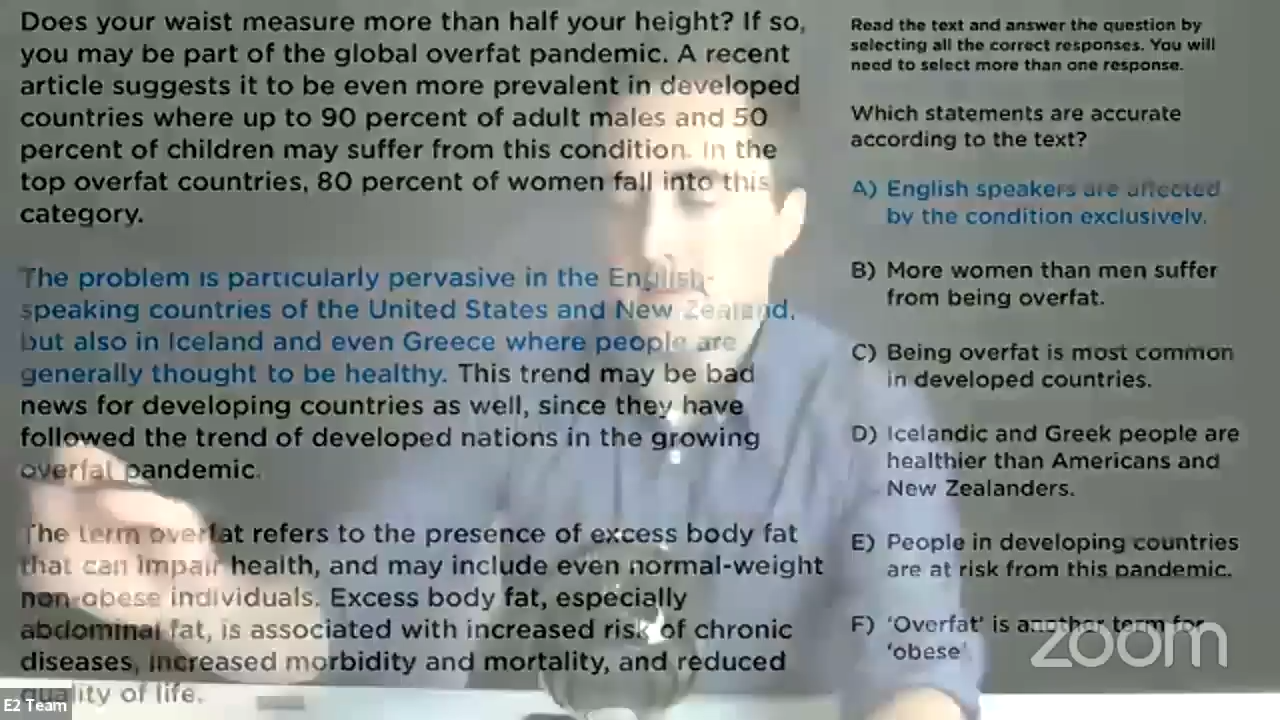 Does your waist measure more than half your height? If so,
you may be part of the global overfat pandemic. A recent
article suggests it to be even more prevalent in developed
countries where up to 90 percent of adult males and 50
percent of children may suffer from this condition. In the
top overfat countries, 80 percent of women fall into this
category.
The problem is particularly pervasive in the English-
speaking countries of the United States and New Zealand,
but also in Iceland and even Greece where people are
generally thought to be healthy. This trend may be bad
news for developing countries as well, since they have
followed the trend of developed nations in the growing
overfat pandemic.
The term overfat refers to the presence of excess body fat
that can impair health, and may include even normal-weight
non-obese individuals. Excess body fat, especially
abdominal fat, is associated with increased risk of chronic
diseases, increased morbidity and mortality, and reduced
quality of life.
Read the text and answer the question by
selecting all the correct responses. You will
need to select more than one response.
Which statements are accurate
according to the text?
A) English speakers are affected
by the condition exclusively.
B) More women than men suffer
from being overfat.
C) Being overfat is most common
in developed countries.
D) Icelandic and Greek people are
healthier than Americans and
New Zealanders.
E) People in developing countries
are at risk from this pandemic.
F) ‘Overfat’ is another term for
‘obese’.
zoom
E2 Team